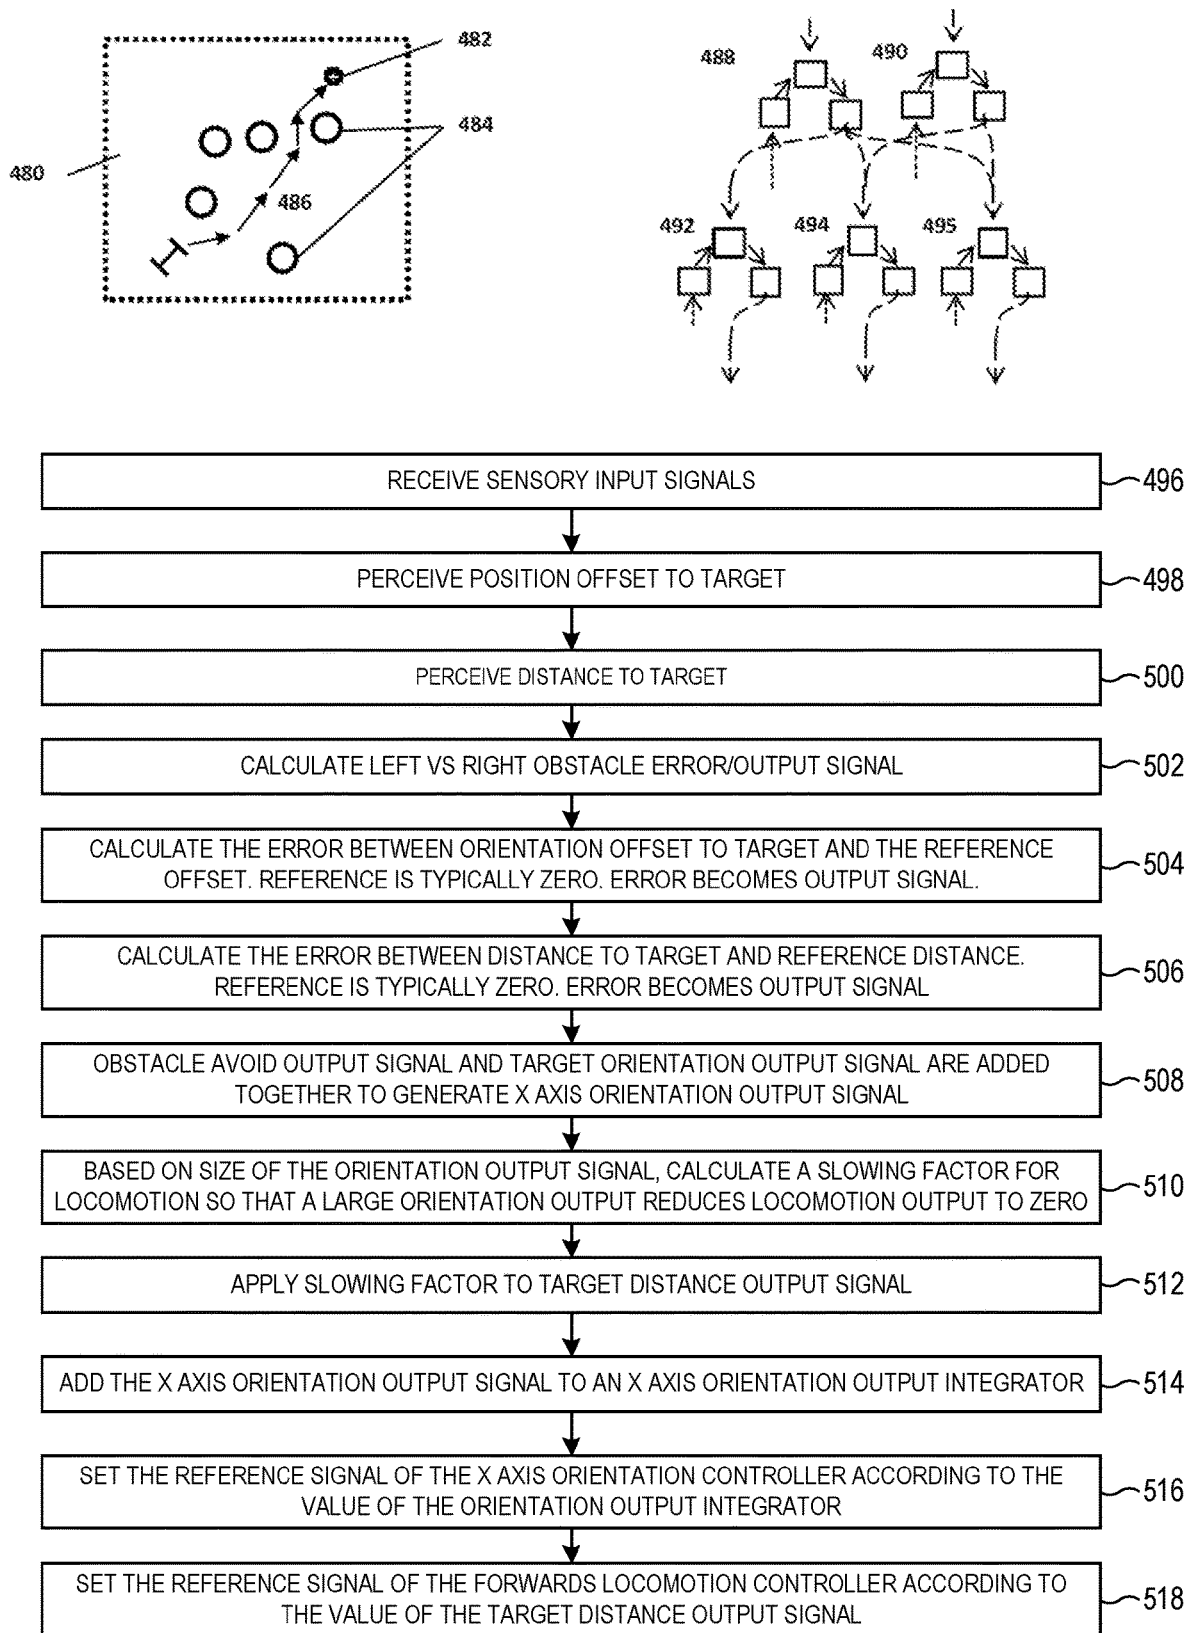 482
484
480
486
488
490
492
494
495
RECEIVE SENSORY INPUT SIGNALS
496
PERCEIVE POSITION OFFSET TO TARGET
498
PERCEIVE DISTANCE TO TARGET
500
CALCULATE LEFT VS RIGHT OBSTACLE ERROR/OUTPUT SIGNAL
502
CALCULATE THE ERROR BETWEEN ORIENTATION OFFSET TO TARGET AND THE REFERENCE
OFFSET. REFERENCE IS TYPICALLY ZERO. ERROR BECOMES OUTPUT SIGNAL.
504
CALCULATE THE ERROR BETWEEN DISTANCE TO TARGET AND REFERENCE DISTANCE.
REFERENCE IS TYPICALLY ZERO. ERROR BECOMES OUTPUT SIGNAL
506
OBSTACLE AVOID OUTPUT SIGNAL AND TARGET ORIENTATION OUTPUT SIGNAL ARE ADDED
TOGETHER TO GENERATE X AXIS ORIENTATION OUTPUT SIGNAL
508
BASED ON SIZE OF THE ORIENTATION OUTPUT SIGNAL, CALCULATE A SLOWING FACTOR FOR
LOCOMOTION SO THAT A LARGE ORIENTATION OUTPUT REDUCES LOCOMOTION OUTPUT TO ZERO
510
APPLY SLOWING FACTOR TO TARGET DISTANCE OUTPUT SIGNAL
512
ADD THE X AXIS ORIENTATION OUTPUT SIGNAL TO AN X AXIS ORIENTATION OUTPUT INTEGRATOR
514
SET THE REFERENCE SIGNAL OF THE X AXIS ORIENTATION CONTROLLER ACCORDING TO THE
VALUE OF THE ORIENTATION OUTPUT INTEGRATOR
516
SET THE REFERENCE SIGNAL OF THE FORWARDS LOCOMOTION CONTROLLER ACCORDING TO
THE VALUE OF THE TARGET DISTANCE OUTPUT SIGNAL
518